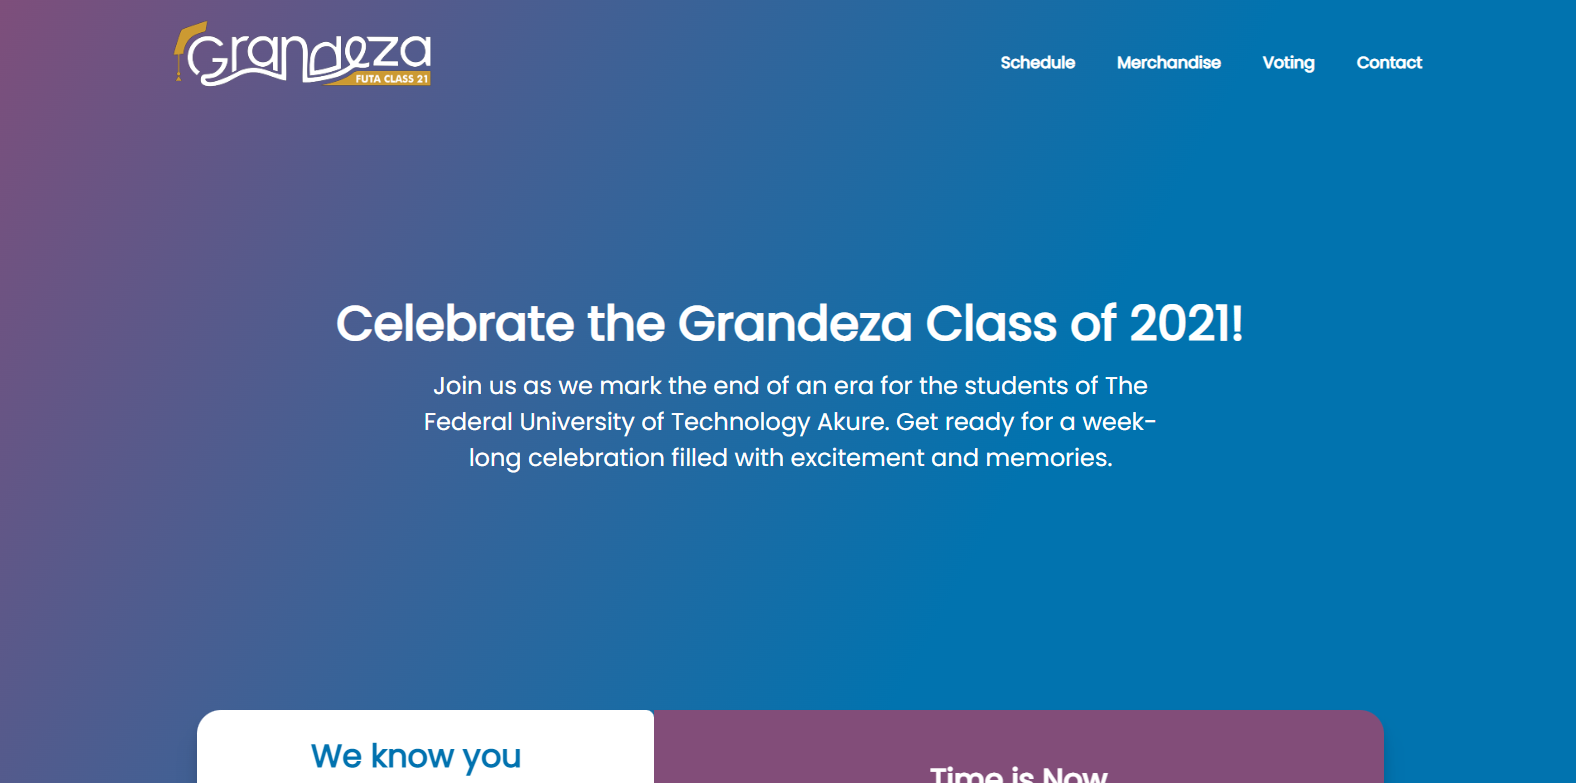 Grandeza
FUTA CLASS 21
Schedule Merchandise Voting Contact
Celebrate the Grandeza Class of 2021!
Join us as we mark the end of an era for the students of The
Federal University of Technology Akure. Get ready for a week-
long celebration filled with excitement and memories.
We know you
Time is Now